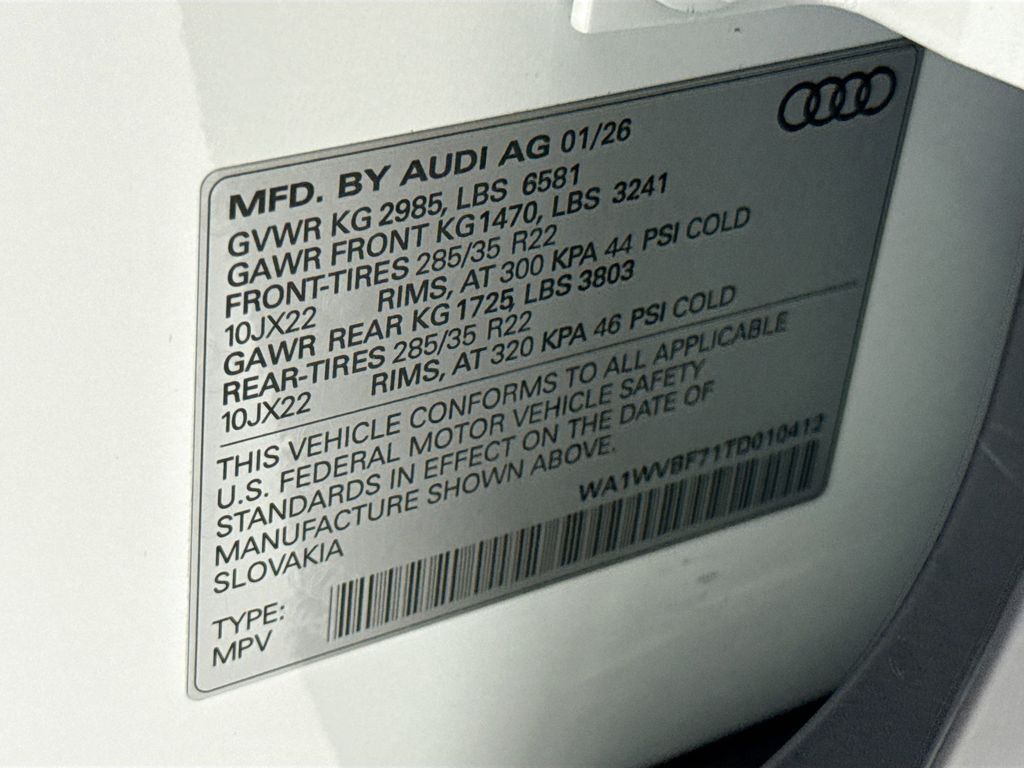 MFD. BY AUDI AG 01/26
GVWR KG 2985, LBS 6581
GAWR FRONT KG1470, LBS 3241
FRONT-TIRES 285/35 R22
10JX22 RIMS, AT 300 KPA 44 PSI COLD
GAWR REAR KG 1725, LBS 3803
REAR-TIRES 285/35 R22
10JX22 RIMS, AT 320 KPA 46 PSI COLD
THIS VEHICLE CONFORMS TO ALL APPLICABLE
U.S. FEDERAL MOTOR VEHICLE SAFETY
STANDARDS IN EFFECT ON THE DATE OF
MANUFACTURE SHOWN ABOVE.
SLOVAKIA
WA1WVBF71TD010412
TYPE:
MPV